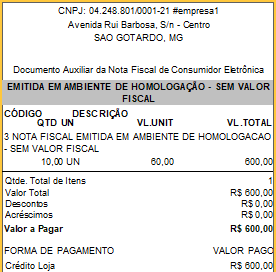 CNPJ: 04.248.801/0001-21 #empresa1
Avenida Rui Barbosa, S/n - Centro
SAO GOTARDO, MG
Documento Auxiliar da Nota Fiscal de Consumidor Eletrônica
EMITIDA EM AMBIENTE DE HOMOLOGAÇÃO - SEM VALOR
FISCAL
CÓDIGO DESCRIÇÃO
QTD UN VL.UNIT VL.TOTAL
3 NOTA FISCAL EMITIDA EM AMBIENTE DE HOMOLOGACAO
- SEM VALOR FISCAL
10,00 UN 60,00 600,00
Qtde. Total de Itens 1
Valor Total R$ 600,00
Descontos R$ 0,00
Acréscimos R$ 0,00
Valor a Pagar R$ 600,00
FORMA DE PAGAMENTO VALOR PAGO
Crédito Loja R$ 600,00